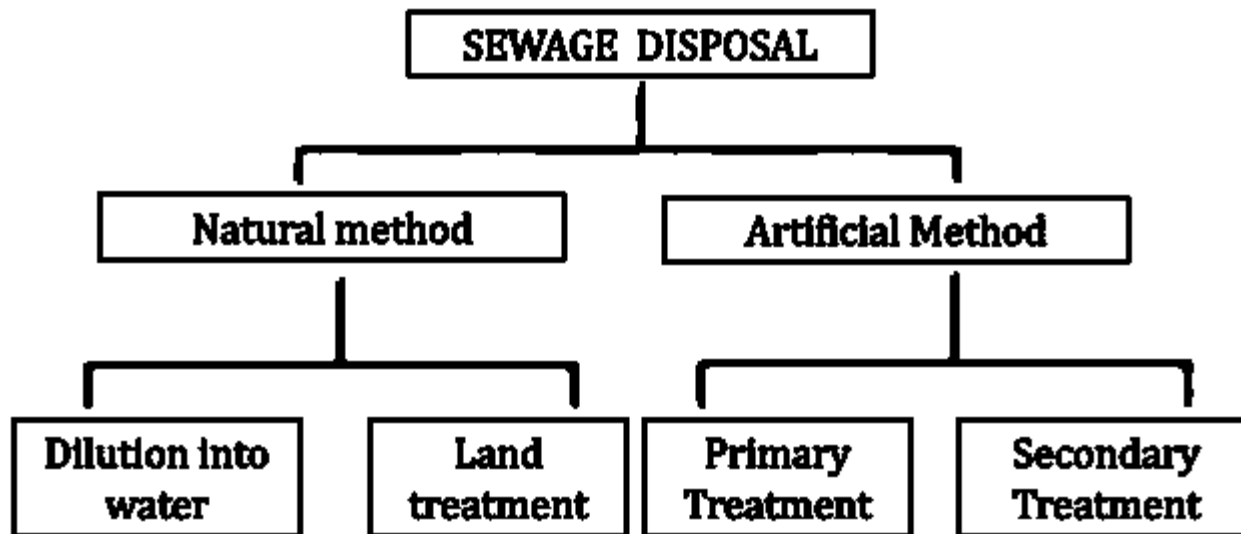 SEWAGE DISPOSAL
Natural method
Artificial Method
Dilution into
water
Land
treatment
Primary
Treatment
Secondary
Treatment